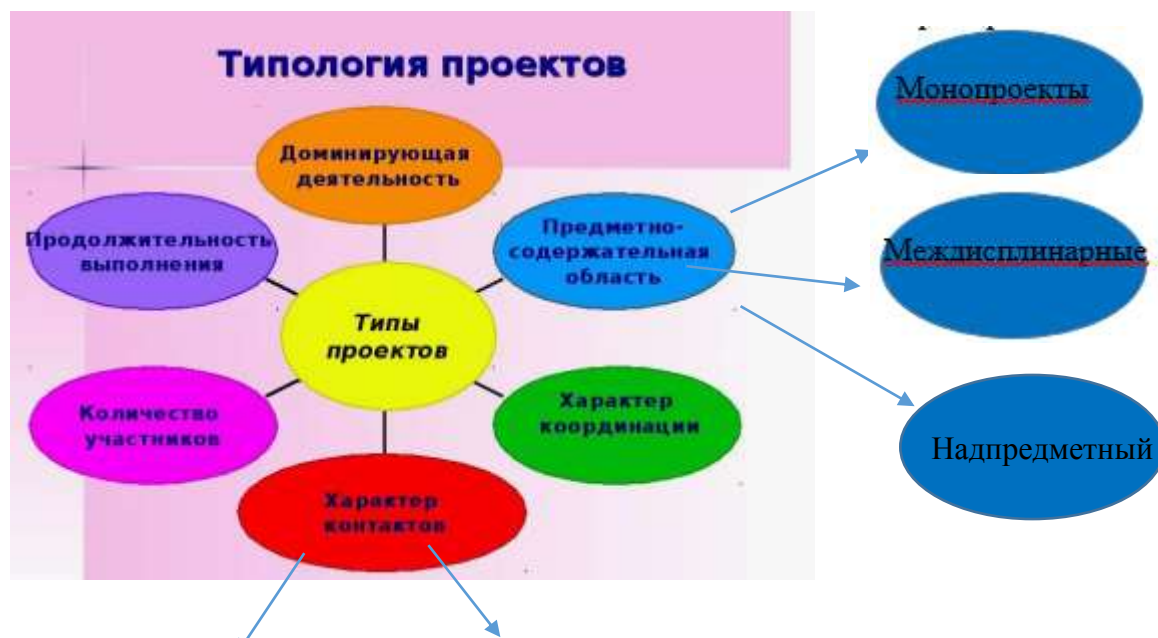 Типология проектов
Доминирующая
деятельность
Продолжительность
выполнения
Предметно-
содержательная
область
Типы
проектов
Количество
участников
Характер
координации
Характер
контактов
Монопроекты
Междисплинарные
Надпредметный